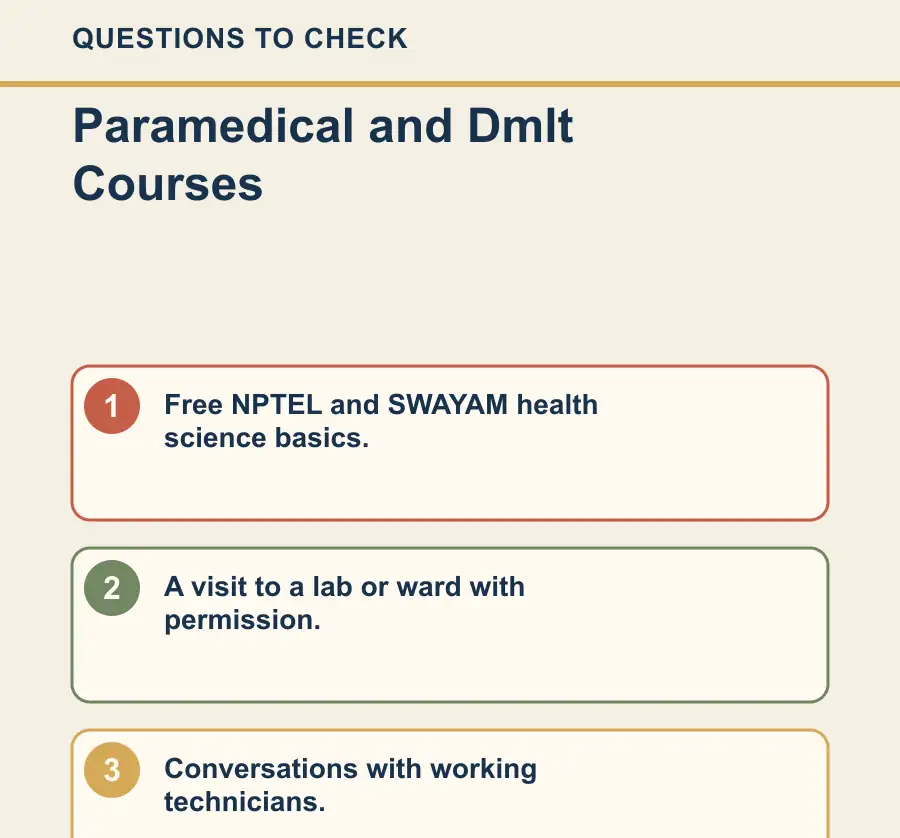 QUESTIONS TO CHECK
Paramedical and Dmlt
Courses
1
Free NPTEL and SWAYAM health
science basics.
2
A visit to a lab or ward with
permission.
3
Conversations with working
technicians.